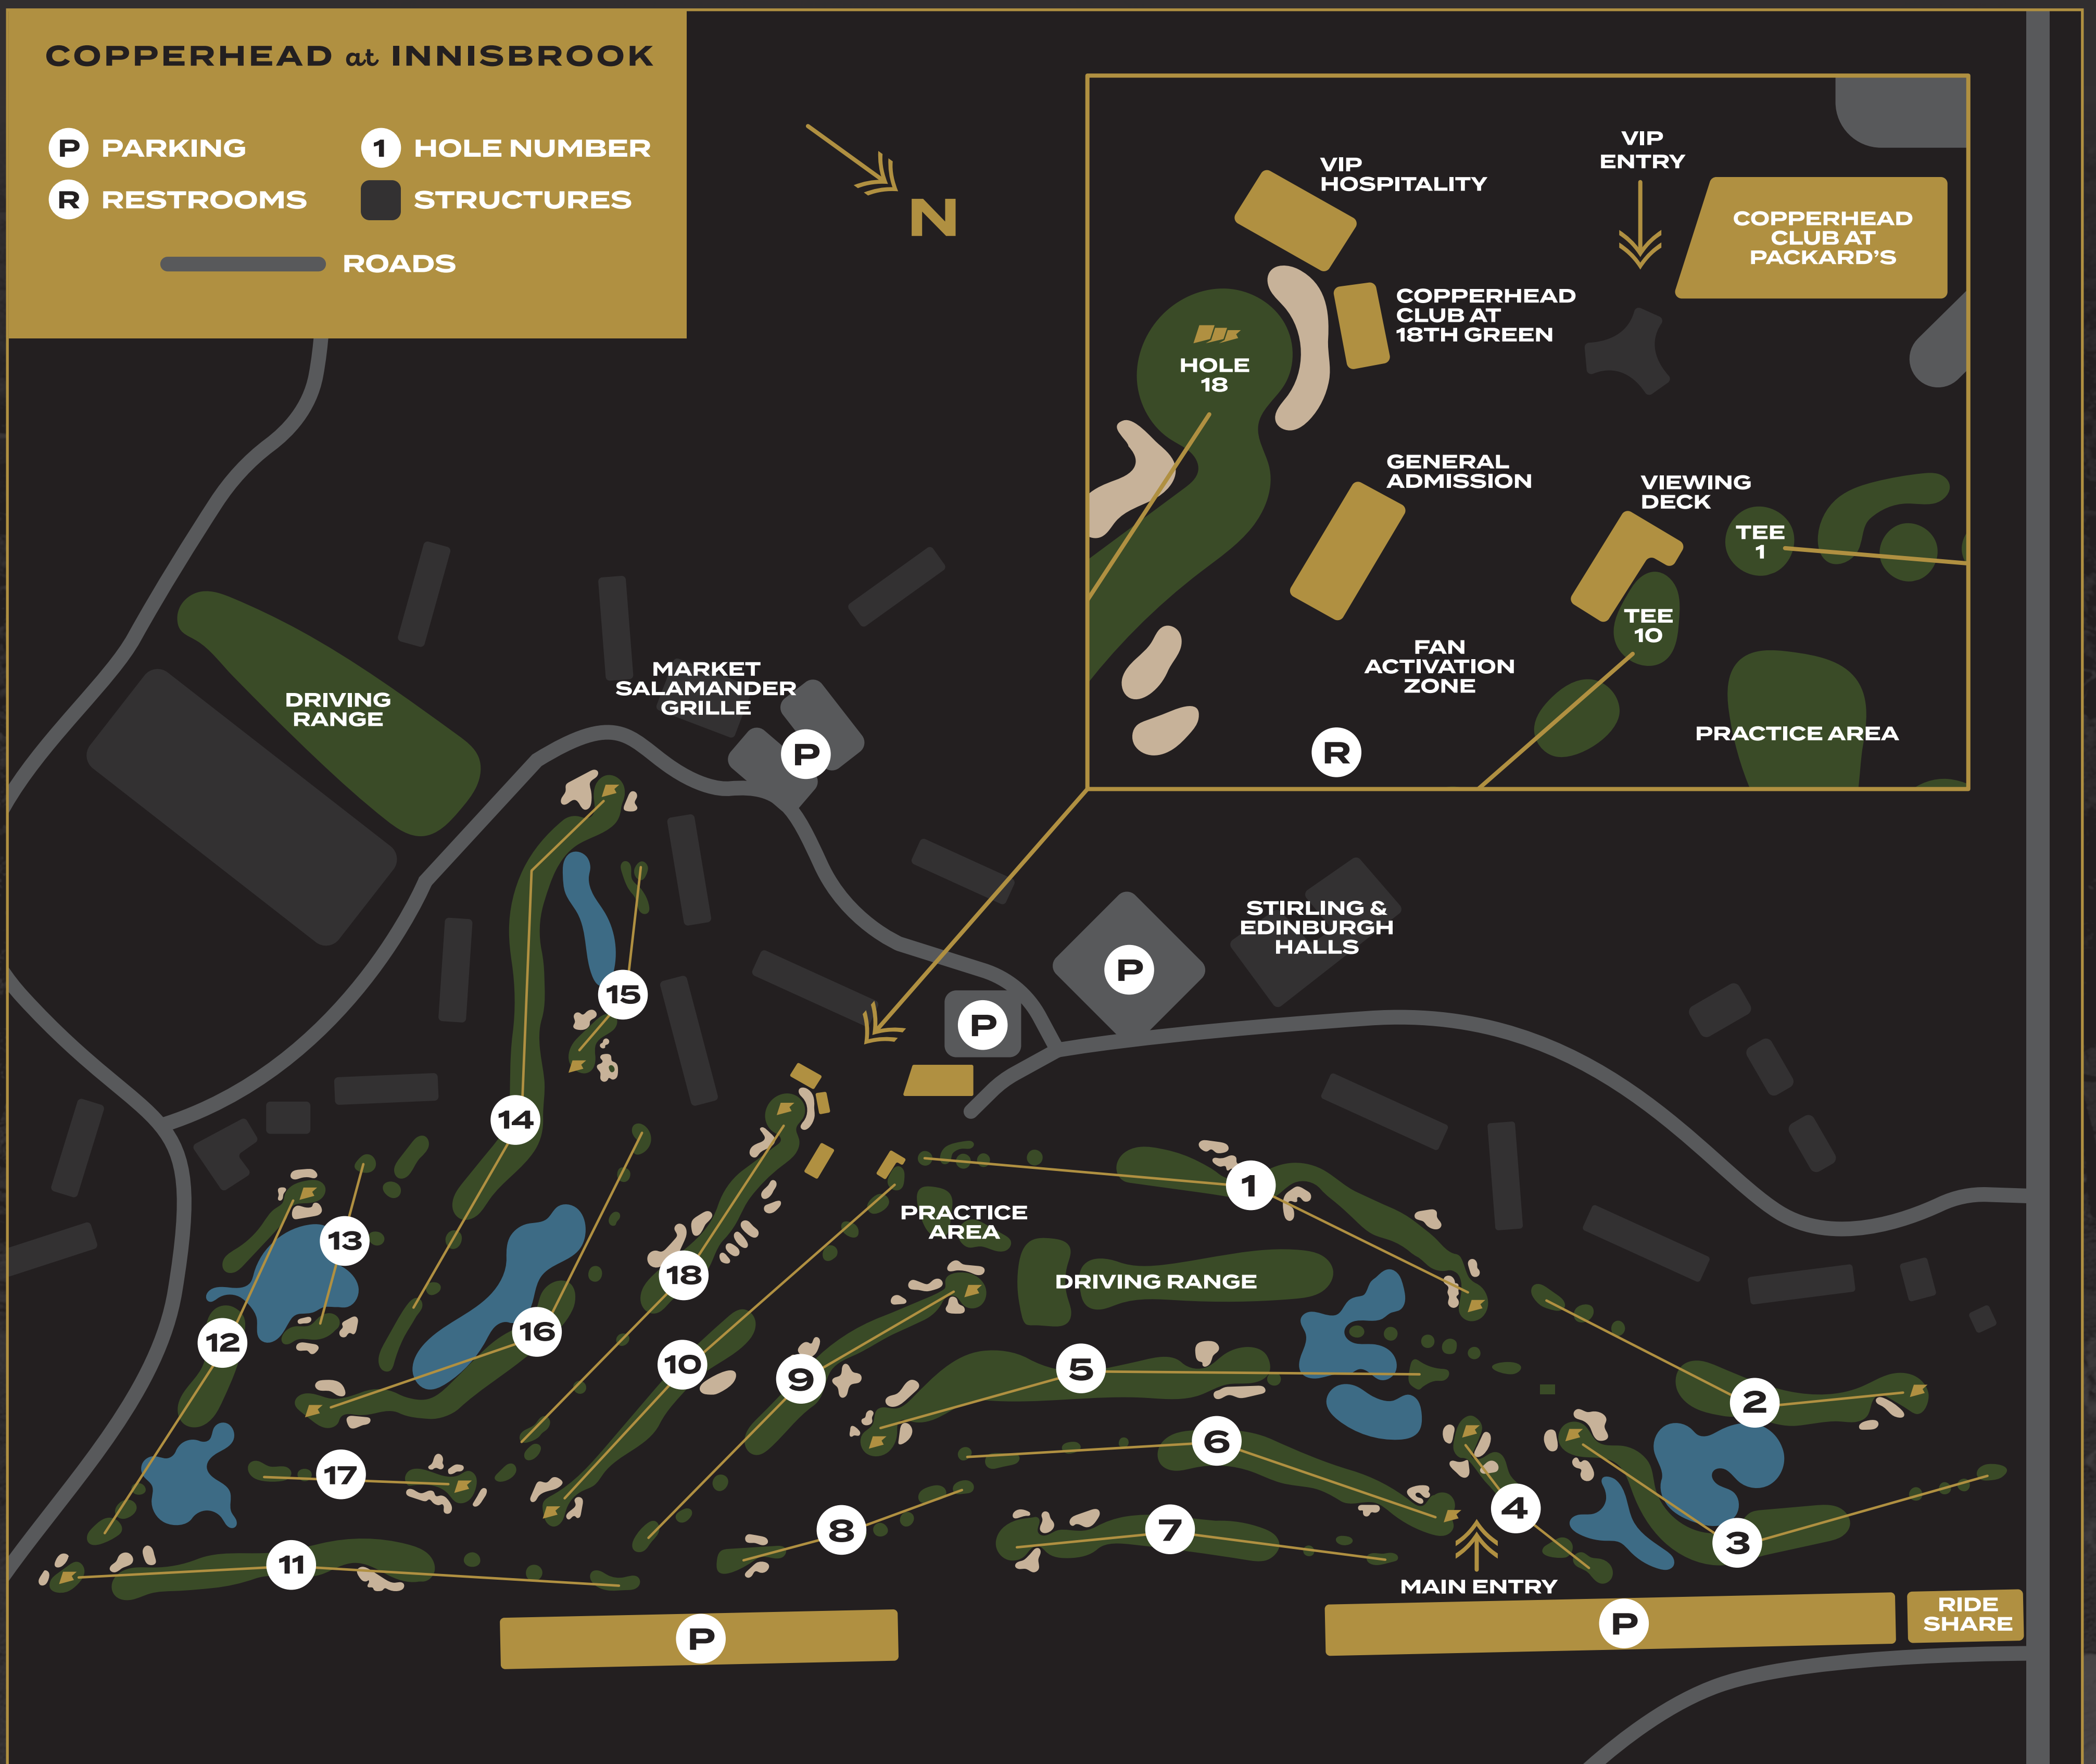 COPPERHEAD at INNISBROOK
P PARKING
1 HOLE NUMBER
R RESTROOMS
STRUCTURES
ROADS
N
VIP
HOSPITALITY
VIP
ENTRY
COPPERHEAD
CLUB AT
PACKARD'S
COPPERHEAD
CLUB AT
18TH GREEN
HOLE
18
GENERAL
ADMISSION
VIEWING
DECK
TEE
1
TEE
10
FAN
ACTIVATION
ZONE
PRACTICE AREA
R
DRIVING
RANGE
MARKET
SALAMANDER
GRILLE
P
STIRLING &
EDINBURGH
HALLS
P
P
15
14
1
13
PRACTICE
AREA
18
DRIVING RANGE
16
12
10
9
5
2
6
17
4
8
7
3
11
MAIN ENTRY
P
P
RIDE
SHARE